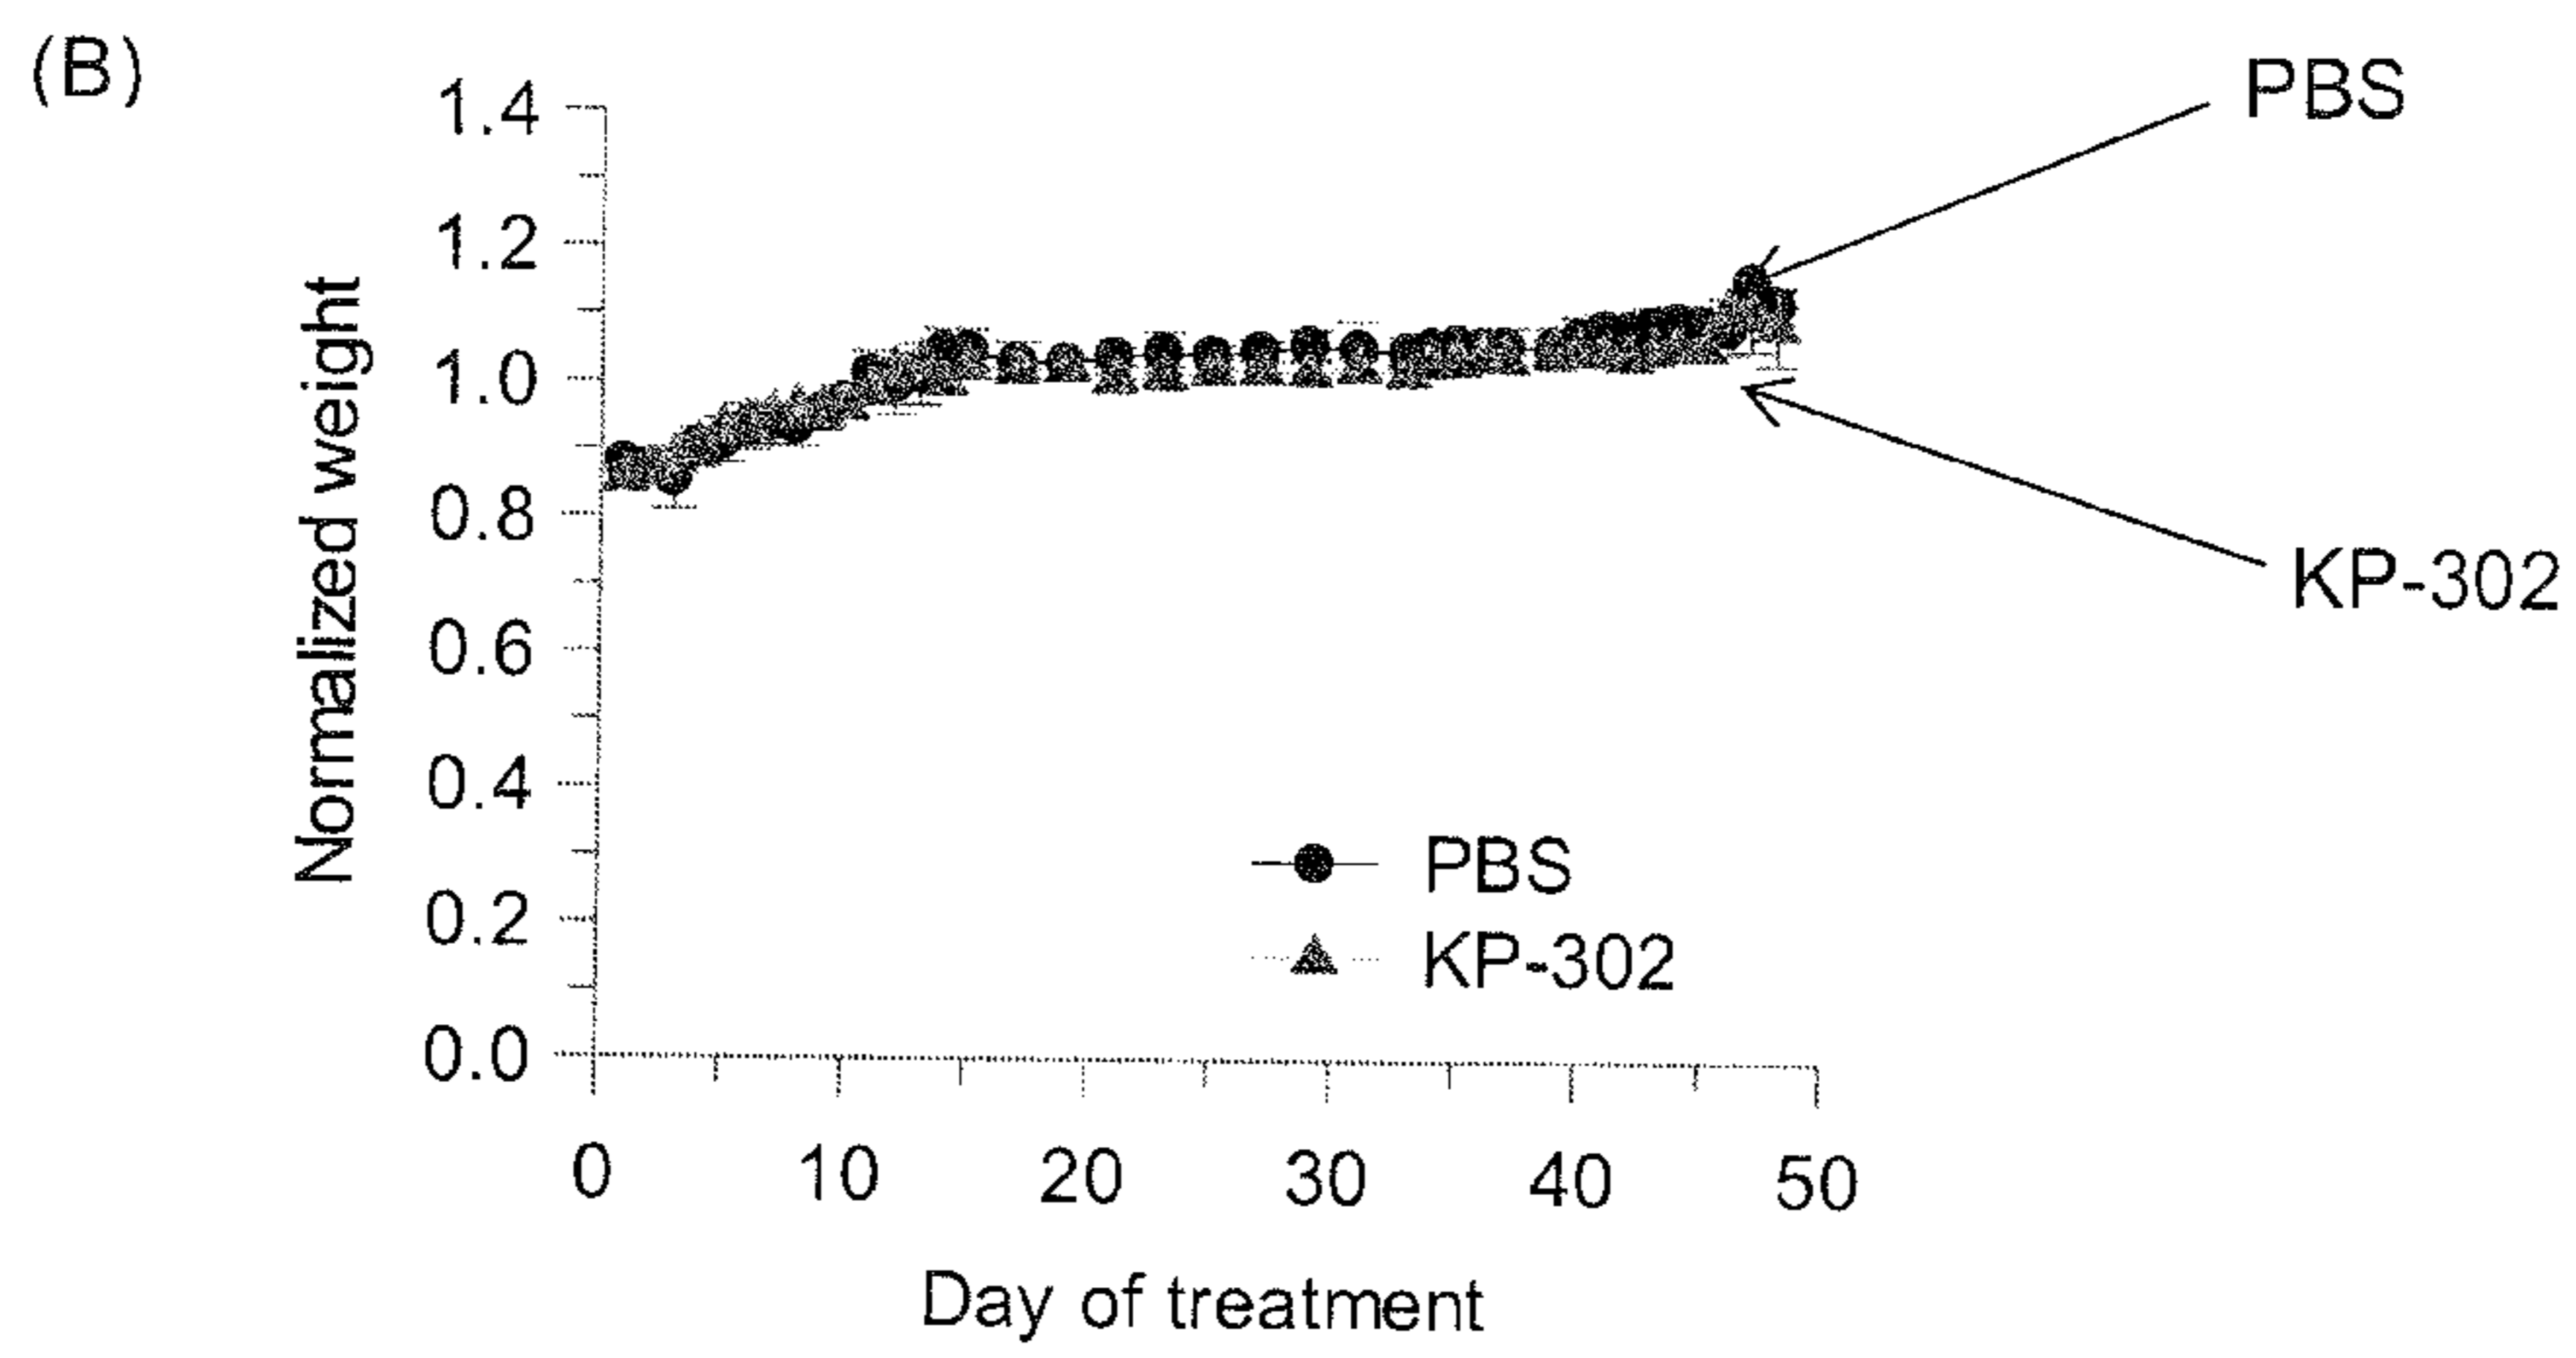 (B)
PBS
1.4
1.2
1.0
0.8
0.6
0.4
0.2
0.0
Normalized weight
KP-302
PBS
KP-302
0 10 20 30 40 50
Day of treatment